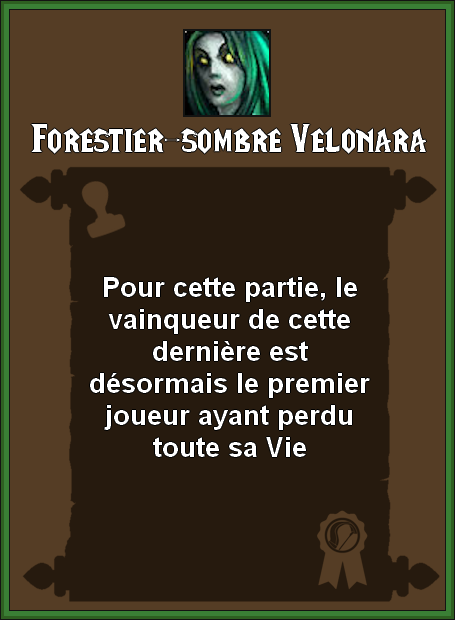 Forestier-sombre Velonara
Pour cette partie, le
vainqueur de cette
dernière est
désormais le premier
joueur ayant perdu
toute sa Vie